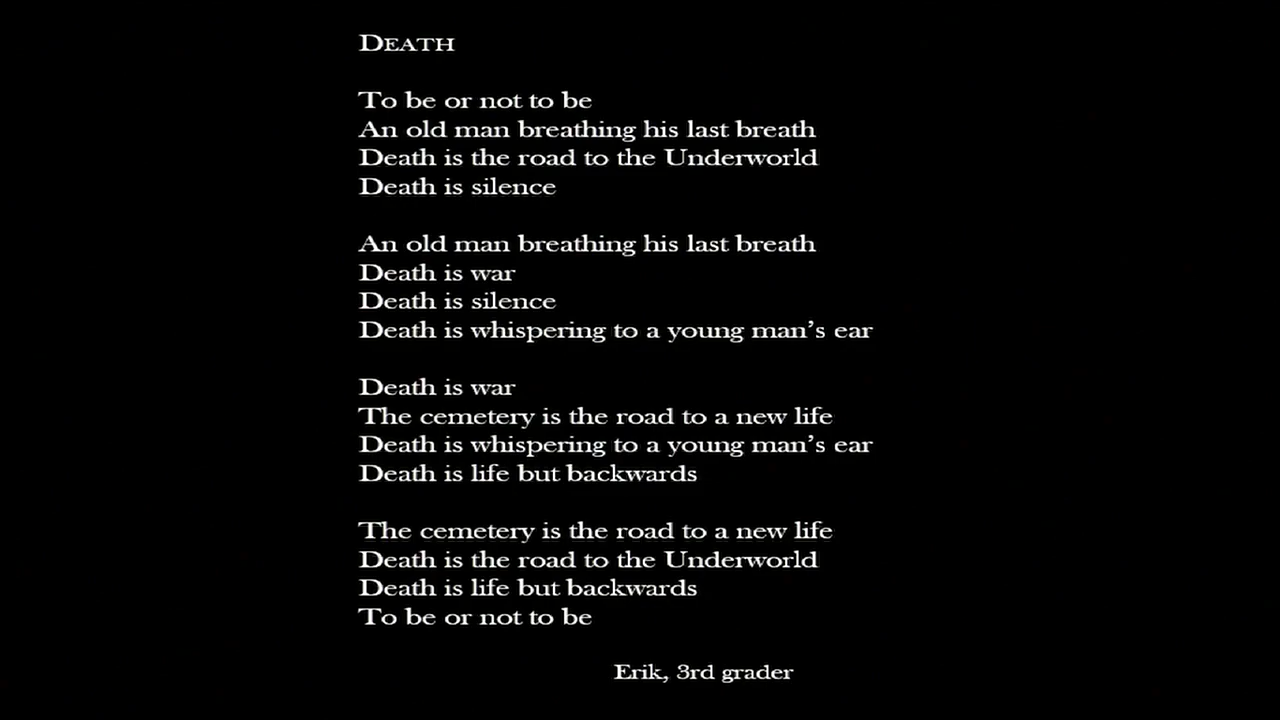 DEATH
To be or not to be
An old man breathing his last breath
Death is the road to the Underworld
Death is silence
An old man breathing his last breath
Death is war
Death is silence
Death is whispering to a young man’s ear
Death is war
The cemetery is the road to a new life
Death is whispering to a young man’s ear
Death is life but backwards
The cemetery is the road to a new life
Death is the road to the Underworld
Death is life but backwards
To be or not to be
Erik, 3rd grader